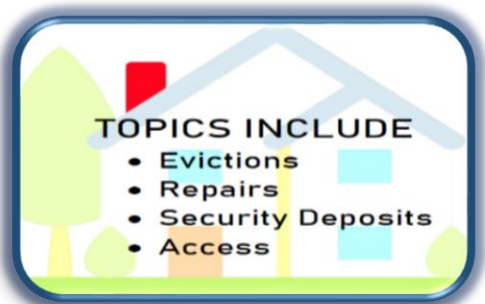 TOPICS INCLUDE
• Evictions
• Repairs
• Security Deposits
• Access